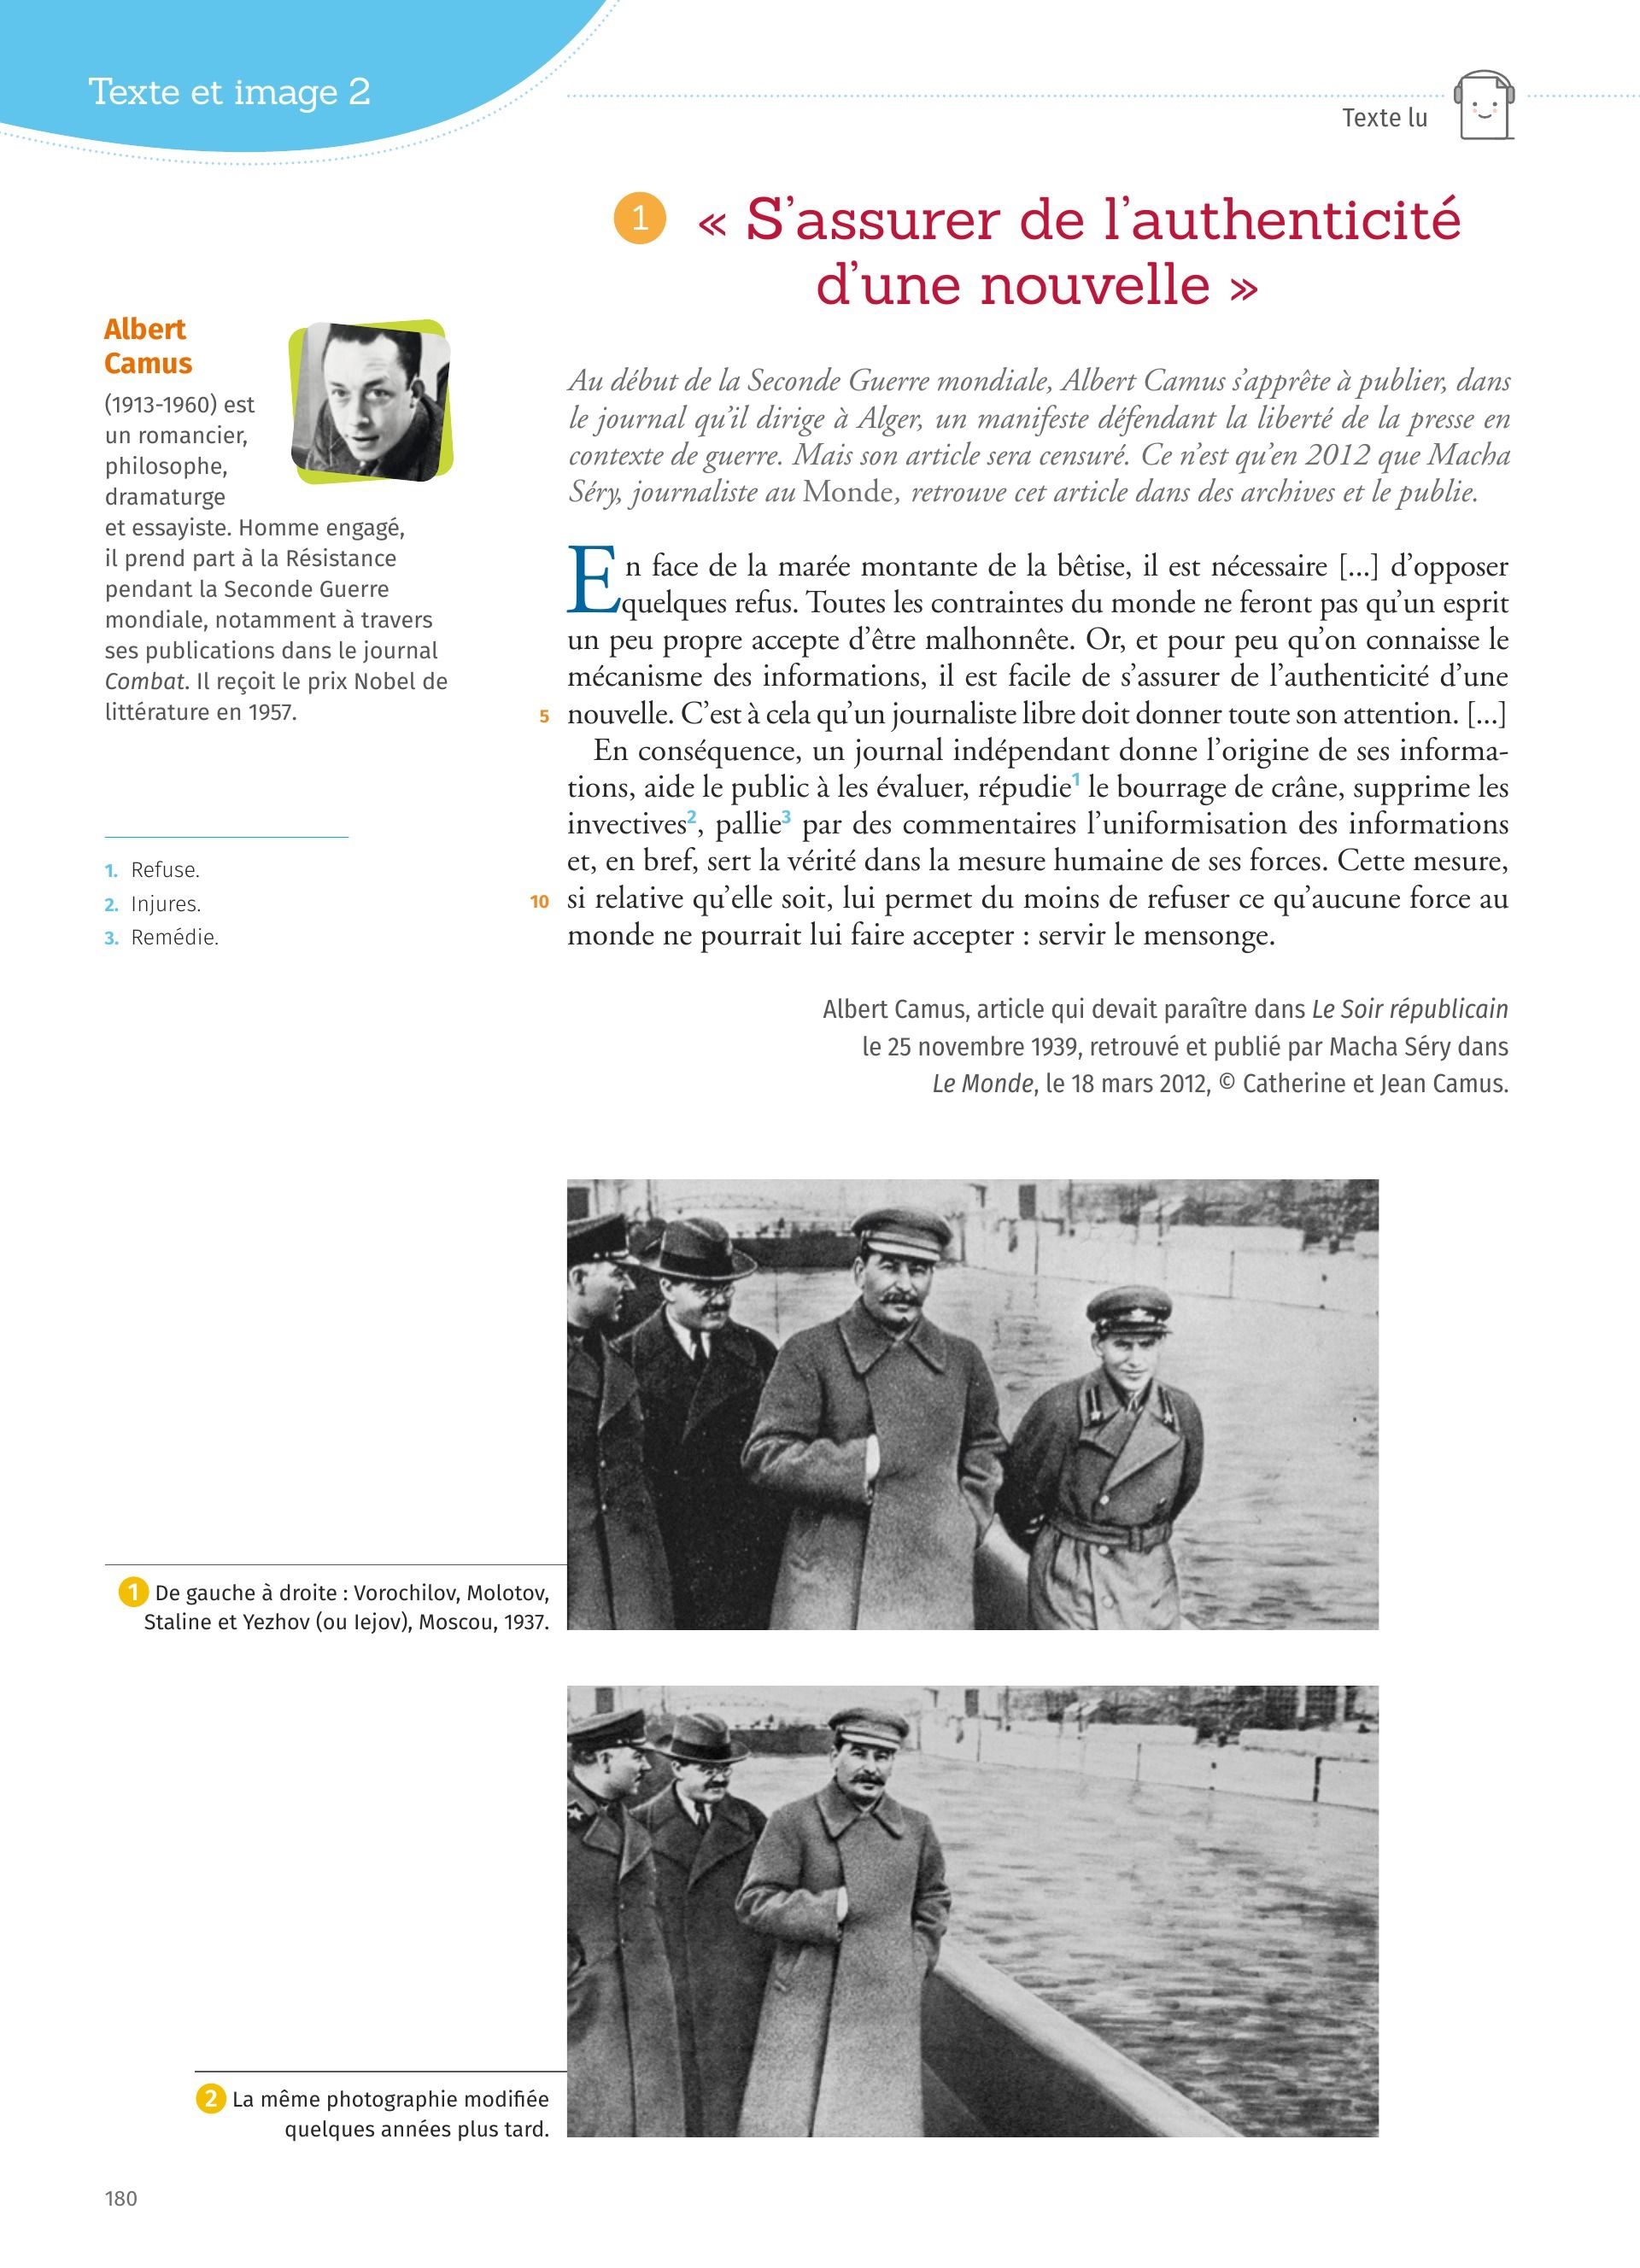 Texte et image 2
Texte lu
1 « S’assurer de l’authenticité
d’une nouvelle »
Albert
Camus
(1913-1960) est
un romancier,
philosophe,
dramaturge
et essayiste. Homme engagé,
il prend part à la Résistance
pendant la Seconde Guerre
mondiale, notamment à travers
ses publications dans le journal
Combat. Il reçoit le prix Nobel de
littérature en 1957.
1. Refuse.
2. Injures.
3. Remédie.
Au début de la Seconde Guerre mondiale, Albert Camus s’apprête à publier, dans
le journal qu’il dirige à Alger, un manifeste défendant la liberté de la presse en
contexte de guerre. Mais son article sera censuré. Ce n’est qu’en 2012 que Macha
Séry, journaliste au Monde, retrouve cet article dans des archives et le publie.
En face de la marée montante de la bêtise, il est nécessaire [...] d’opposer
quelques refus. Toutes les contraintes du monde ne feront pas qu’un esprit
un peu propre accepte d’être malhonnête. Or, et pour peu qu’on connaisse le
mécanisme des informations, il est facile de s’assurer de l’authenticité d’une
5 nouvelle. C’est à cela qu’un journaliste libre doit donner toute son attention. [...]
En conséquence, un journal indépendant donne l’origine de ses informa-
tions, aide le public à les évaluer, répudie1 le bourrage de crâne, supprime les
invectives2, pallie3 par des commentaires l’uniformisation des informations
et, en bref, sert la vérité dans la mesure humaine de ses forces. Cette mesure,
10 si relative qu’elle soit, lui permet du moins de refuser ce qu’aucune force au
monde ne pourrait lui faire accepter : servir le mensonge.
Albert Camus, article qui devait paraître dans Le Soir républicain
le 25 novembre 1939, retrouvé et publié par Macha Séry dans
Le Monde, le 18 mars 2012, © Catherine et Jean Camus.
1 De gauche à droite : Vorochilov, Molotov,
Staline et Yezhov (ou Iejov), Moscou, 1937.
2 La même photographie modifiée
quelques années plus tard.
180